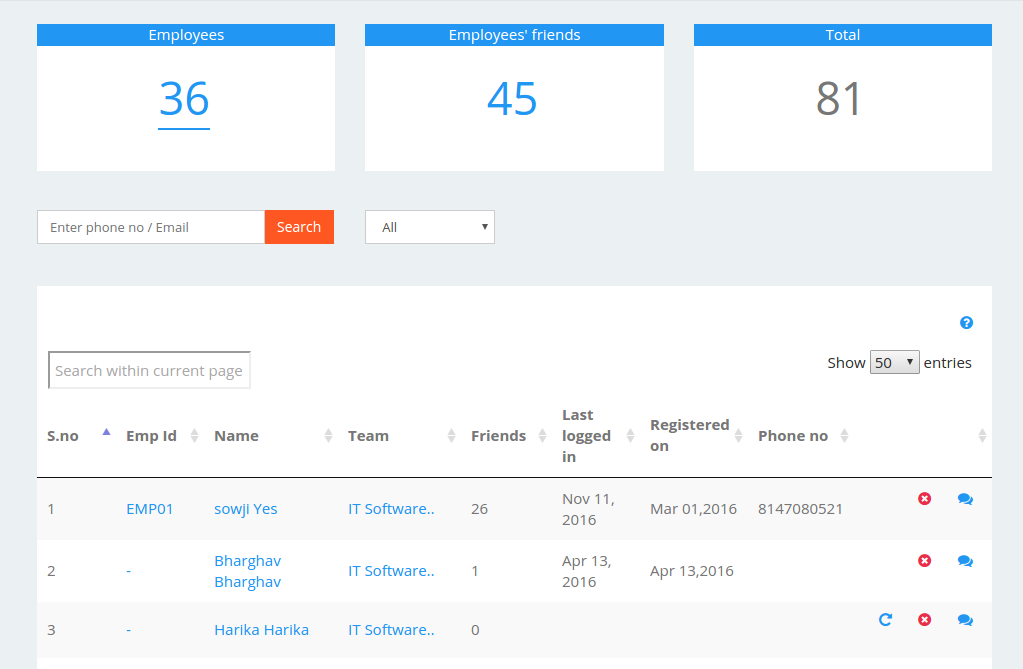 Employees Employees' friends Total
36 45 81
Enter phone no / Email Search All
Show 50 entries
Search within current page
S.no Emp Id Name Team Friends Last logged in Registered on Phone no
1 EMP01 sowji Yes IT Software.. 26 Nov 11, 2016 Mar 01,2016 8147080521
2 - Bharghav Bharghav IT Software.. 1 Apr 13, 2016 Apr 13,2016
3 - Harika Harika IT Software.. 0